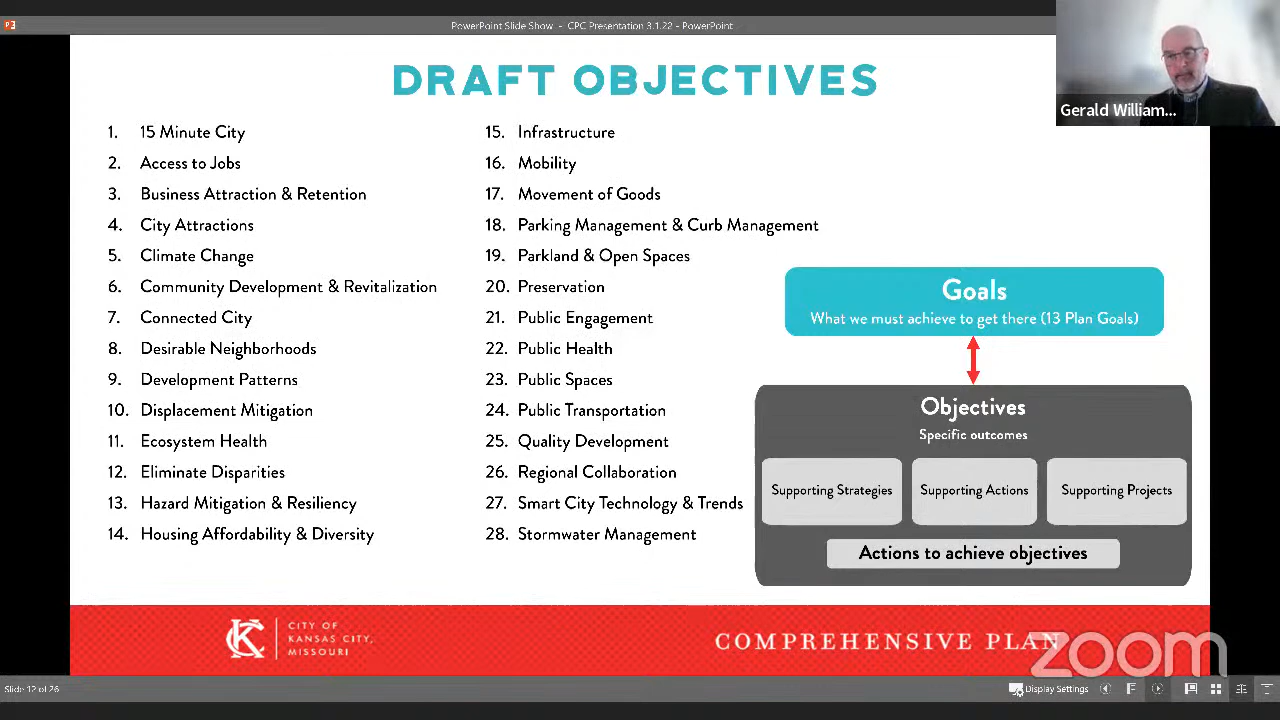 PowerPoint Slide Show - CPC Presentation 3.1.22 - PowerPoint
DRAFT OBJECTIVES
Gerald William...
1. 15 Minute City
2. Access to Jobs
3. Business Attraction & Retention
4. City Attractions
5. Climate Change
6. Community Development & Revitalization
7. Connected City
8. Desirable Neighborhoods
9. Development Patterns
10. Displacement Mitigation
11. Ecosystem Health
12. Eliminate Disparities
13. Hazard Mitigation & Resiliency
14. Housing Affordability & Diversity
15. Infrastructure
16. Mobility
17. Movement of Goods
18. Parking Management & Curb Management
19. Parkland & Open Spaces
20. Preservation
21. Public Engagement
22. Public Health
23. Public Spaces
24. Public Transportation
25. Quality Development
26. Regional Collaboration
27. Smart City Technology & Trends
28. Stormwater Management
Goals
What we must achieve to get there (13 Plan Goals)
Objectives
Specific outcomes
Supporting Strategies
Supporting Actions
Supporting Projects
Actions to achieve objectives
KC
CITY OF
KANSAS CITY,
MISSOURI
COMPREHENSIVE PLAN
zoom
Slide 12 of 26
Display Settings